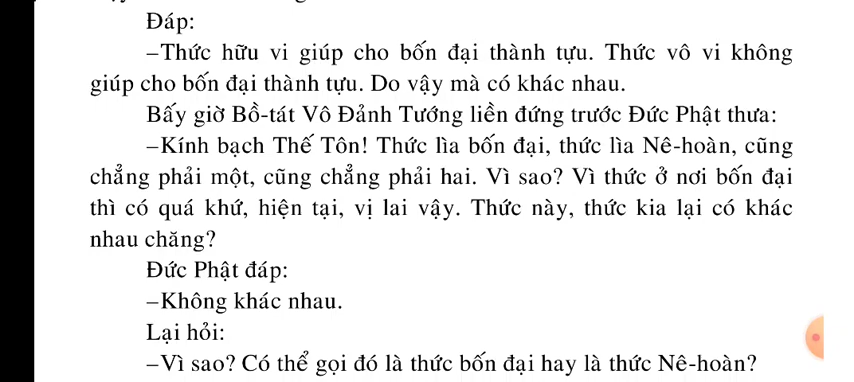 Đáp:
–Thức hữu vi giúp cho bốn đại thành tựu. Thức vô vi không
giúp cho bốn đại thành tựu. Do vậy mà có khác nhau.
Bấy giờ Bồ-tát Vô Đảnh Tướng liền đứng trước Đức Phật thưa:
–Kính bạch Thế Tôn! Thức lìa bốn đại, thức lìa Nê-hoàn, cũng
chẳng phải một, cũng chẳng phải hai. Vì sao? Vì thức ở nơi bốn đại
thì có quá khứ, hiện tại, vị lai vậy. Thức này, thức kia lại có khác
nhau chăng?
Đức Phật đáp:
–Không khác nhau.
Lại hỏi:
–Vì sao? Có thể gọi đó là thức bốn đại hay là thức Nê-hoàn?